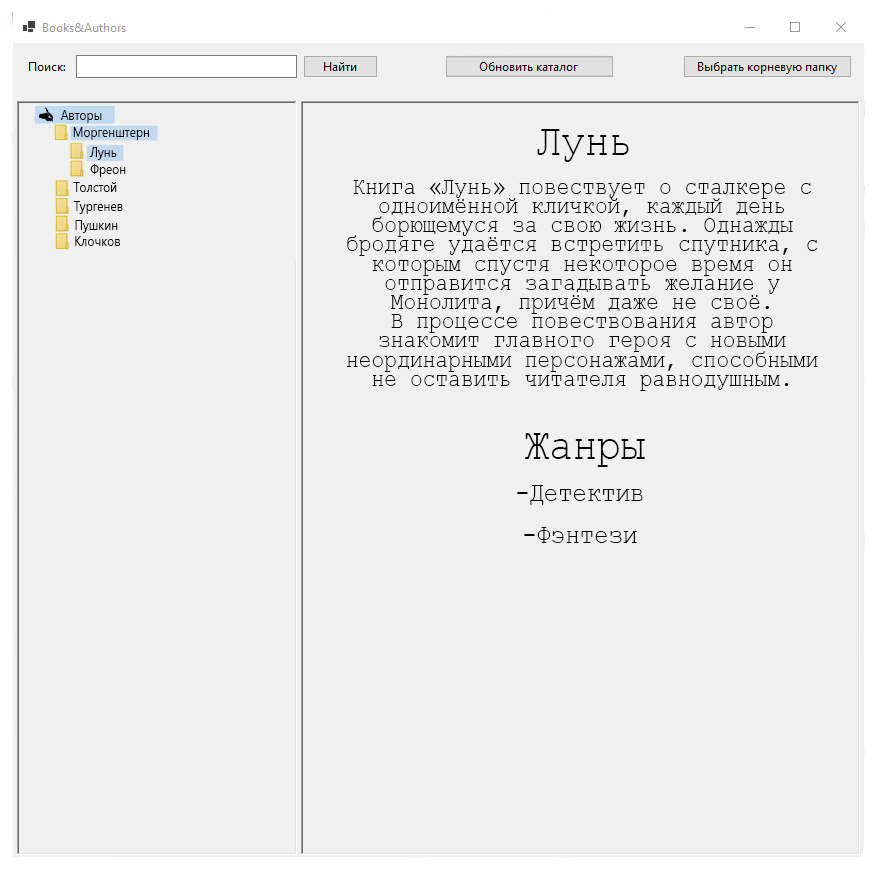 Books&Authors
Поиск:
Найти
Обновить каталог
Выбрать корневую папку
Авторы
Моргенштерн
Лунь
Фреон
Толстой
Тургенев
Пушкин
Клочков
Лунь
Книга «Лунь» повествует о сталкере с
одноимённой кличкой, каждый день
борющемуся за свою жизнь. Однажды
бродяге удаётся встретить спутника, с
которым спустя некоторое время он
отправится загадывать желание у
Монолита, причём даже не своё.
В процессе повествования автор
знакомит главного героя с новыми
неординарными персонажами, способными
не оставить читателя равнодушным.
Жанры
-Детектив
-Фэнтези